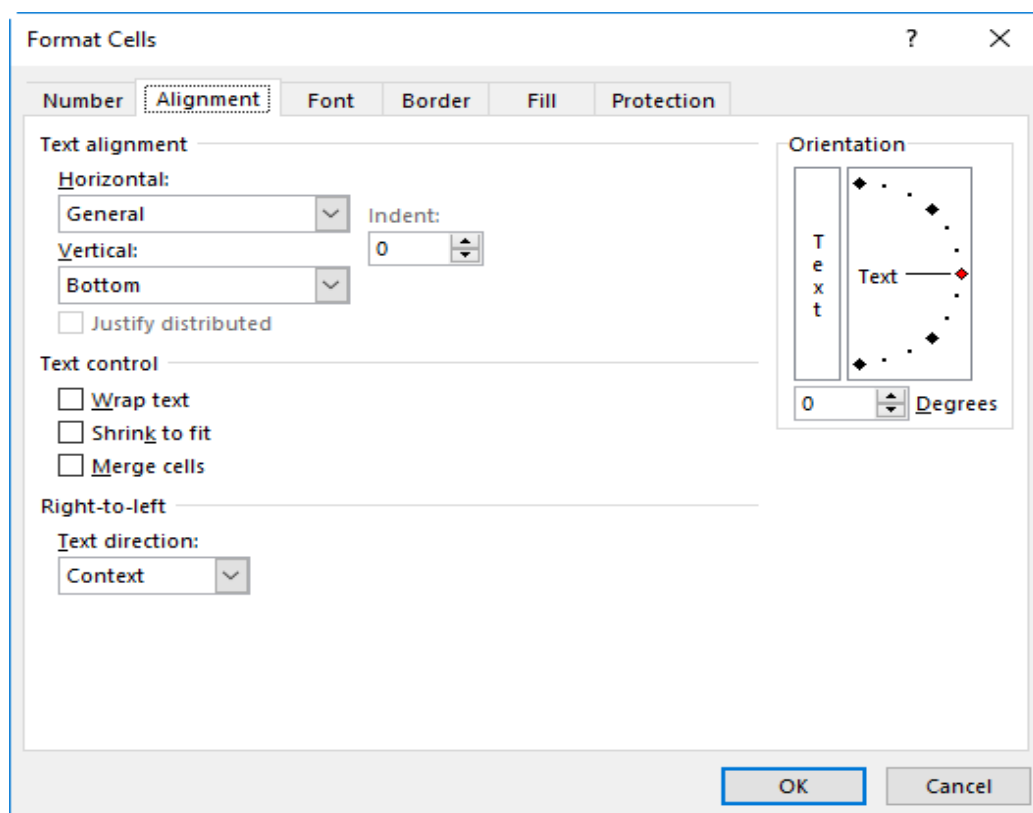 Format Cells ?
Number Alignment Font Border Fill Protection
Text alignment
Horizontal:
General
Indent:
0
Vertical:
Bottom
Justify distributed
Text control
Wrap text
Shrink to fit
Merge cells
Right-to-left
Text direction:
Context
Orientation
Text
Text
0 Degrees
OK Cancel